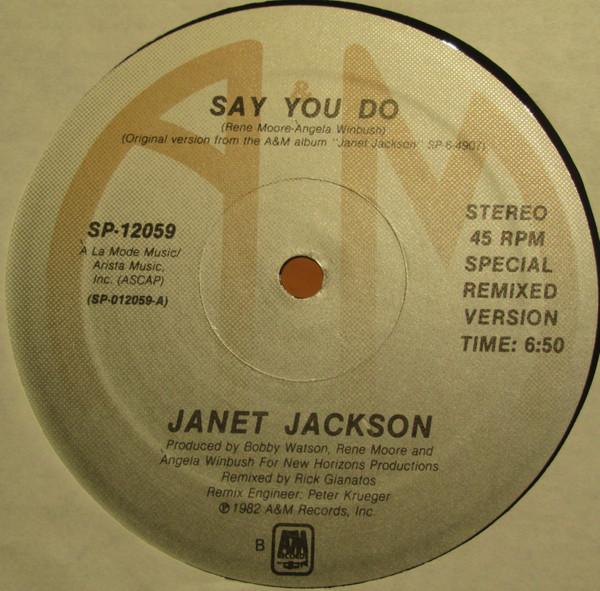 &
SAY YOU DO
(Rene Moore-Angela Winbush)
(Original version from the A&M album "Janet Jackson" SP-6-4907)
SP-12059
A La Mode Music/
Arista Music,
Inc. (ASCAP)
(SP-012059-A)
STEREO
45 RPM
SPECIAL
REMIXED
VERSION
TIME: 6:50
JANET JACKSON
Produced by Bobby Watson, Rene Moore and
Angela Winbush For New Horizons Productions
Remixed by Rick Gianatos
Remix Engineer: Peter Krueger
℗ 1982 A&M Records, Inc.
B
A&M
RECORDS